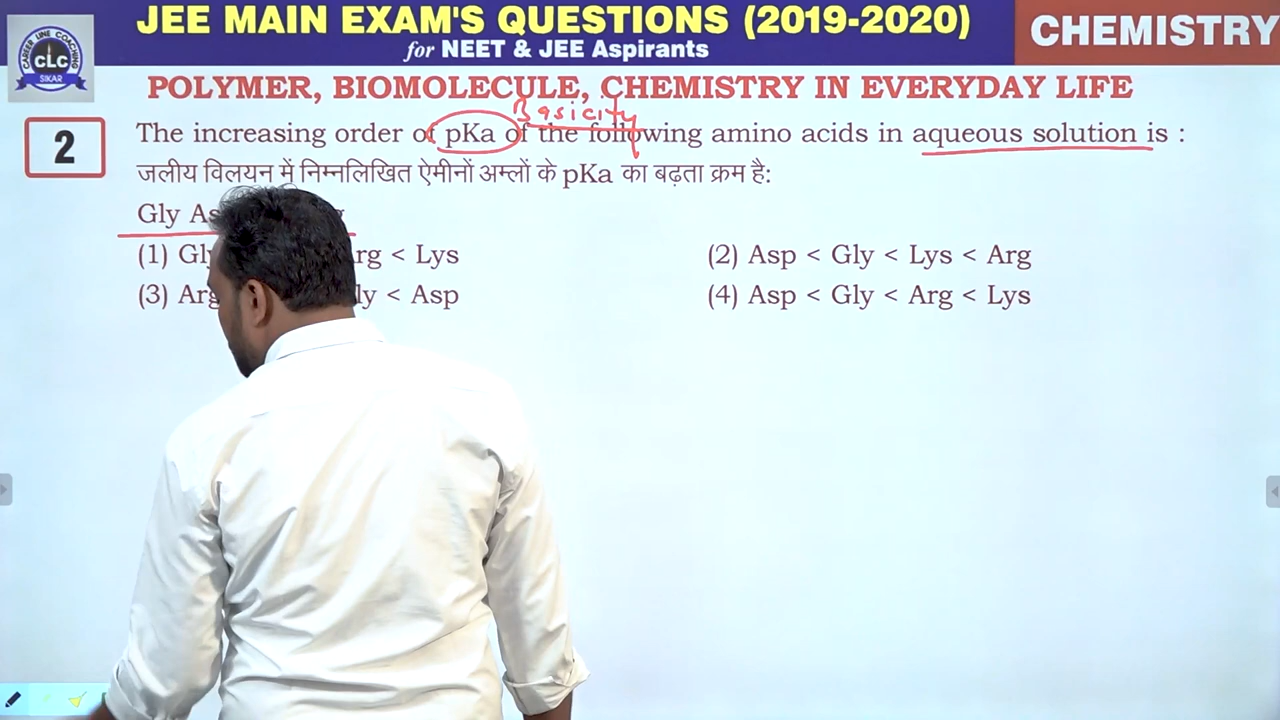 JEE MAIN EXAM'S QUESTIONS (2019-2020)
for NEET & JEE Aspirants
CHEMISTRY
CAREER LINE COACHING
CLC
SIKAR
POLYMER, BIOMOLECULE, CHEMISTRY IN EVERYDAY LIFE
Basicity
2
The increasing order of pKa of the following amino acids in aqueous solution is :
जलीय विलयन में निम्नलिखित ऐमीनों अम्लों के pKa का बढ़ता क्रम है:
Gly
(1) Gly < Lys
(2) Asp < Gly < Lys < Arg
(3) Arg < Asp
(4) Asp < Gly < Arg < Lys